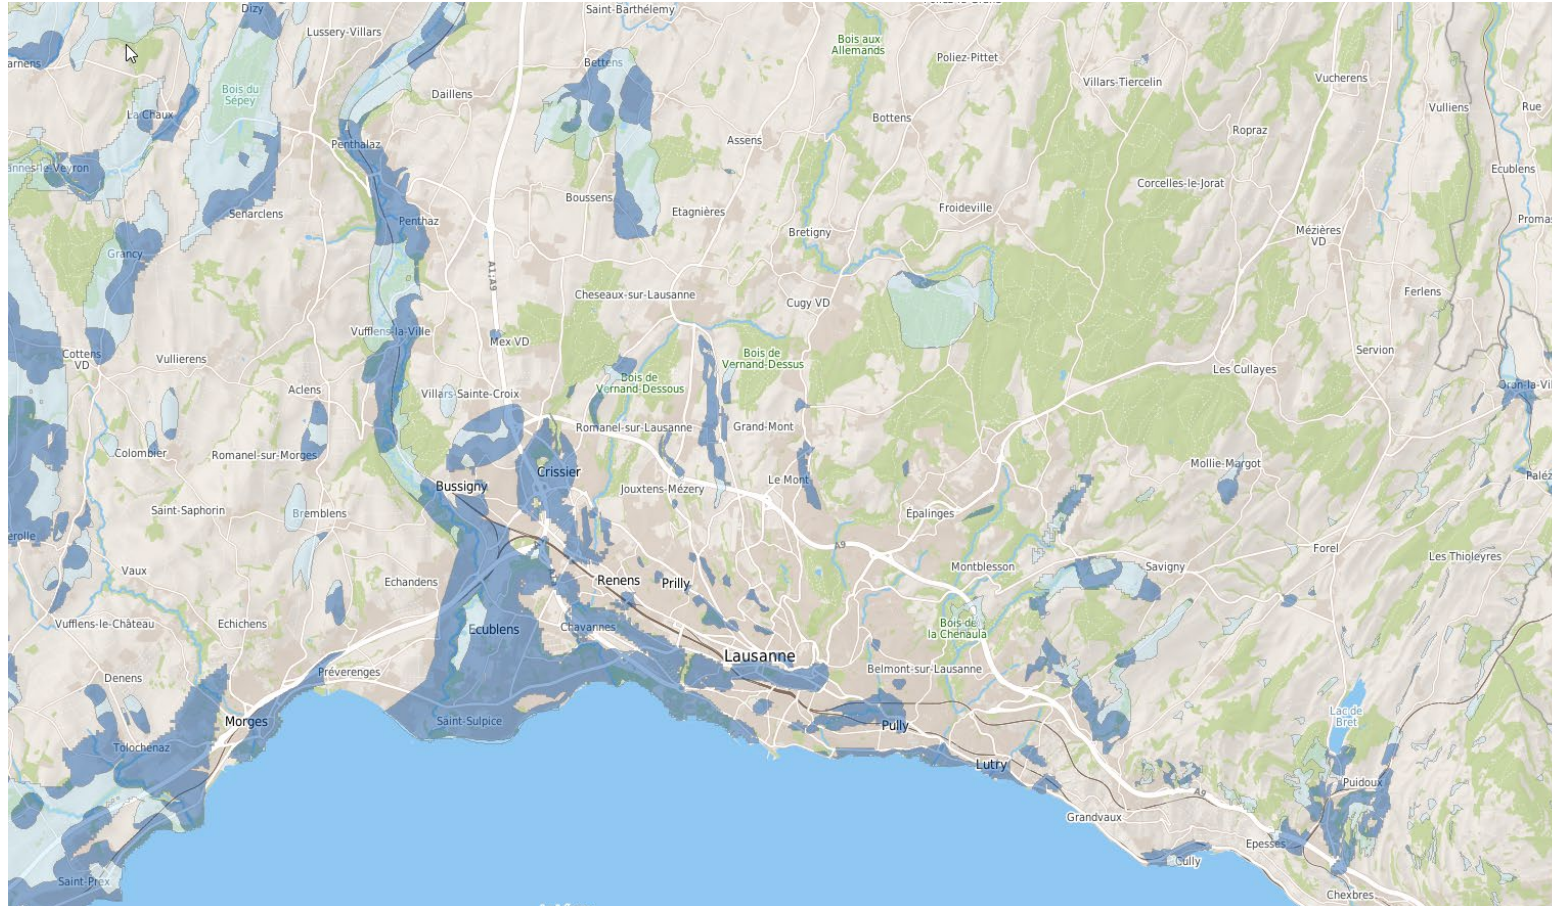 Dizy
Saint-Barthélemy
Lussery-Villars
Bois aux
Allemands
Poliez-Pittet
Bettens
Villars-Tiercelin
Vucherens
Daillens
Bois du
Sépey
La Chaux
Vulliens
Rue
Bottens
Ropraz
Assens
Penthalaz
Ecublens
Corcelles-le-Jorat
Boussens
Etagnières
Froideville
Senarclens
Penthaz
Bretigny
Mézières
VD
Grancy
A1;A9
Cheseaux-sur-Lausanne
Cugy VD
Ferlens
Vufflens-la-Ville
Mex VD
Cottens
VD
Vullierens
Bois de
Vernand-Dessus
Servion
Les Cullayes
Bois de
Vernand-Dessous
Aclens
Villars-Sainte-Croix
Romanel-sur-Lausanne
Grand-Mont
Colombier
Romanel-sur-Morges
Crissier
Mollie-Margot
Le Mont
Bussigny
Jouxtens-Mézery
Saint-Saphorin
Bremblens
Épalinges
A9
Forel
Les Thioleyres
Vaux
Echandens
Renens
Prilly
Montblesson
Savigny
Vufflens-le-Château
Echichens
Ecublens
Chavannes
Bois de
la Chenaula
Lausanne
Belmont-sur-Lausanne
Denens
Préverenges
Morges
Saint-Sulpice
Pully
Lac de
Bret
Tolochenaz
Lutry
Puidoux
A9
Grandvaux
Epesses
Cully
Saint-Prex
Chexbres